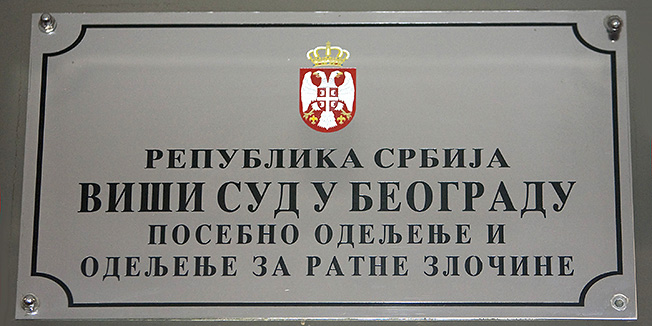 РЕПУБЛИКА СРБИЈА
ВИШИ СУД У БЕОГРАДУ
ПОСЕБНО ОДЕЉЕЊЕ И
ОДЕЉЕЊЕ ЗА РАТНЕ ЗЛОЧИНЕ